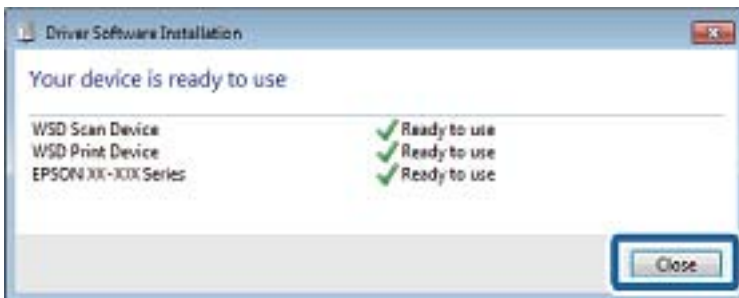 Driver Software Installation
Your device is ready to use
WSD Scan Device Ready to use
WSD Print Device Ready to use
EPSON XX-XXX Series Ready to use
Close